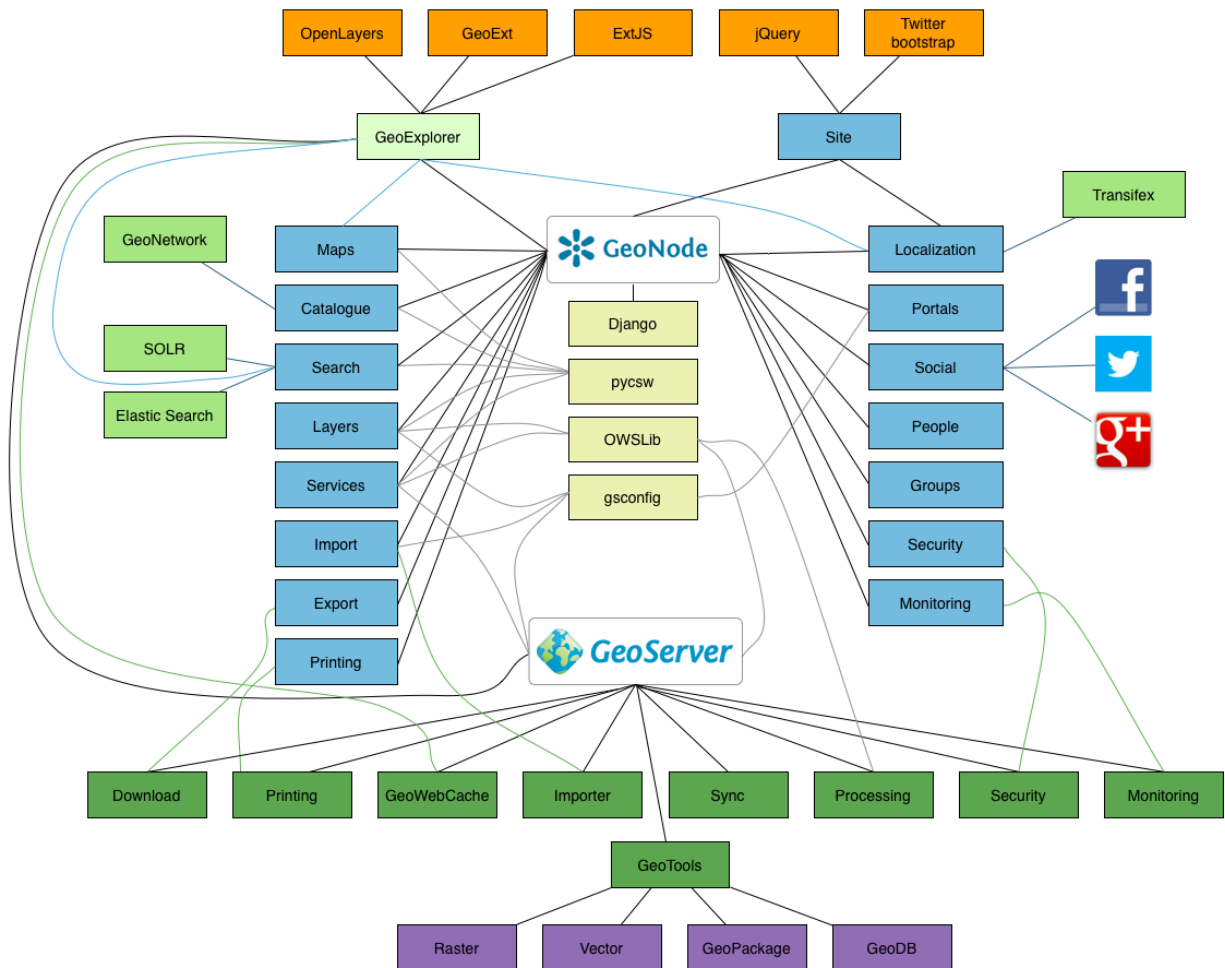 OpenLayers
GeoExt
ExtJS
jQuery
Twitter
bootstrap
GeoExplorer
Site
Transifex
GeoNetwork
Maps
GeoNode
Localization
Catalogue
Django
Portals
f
SOLR
Search
pycsw
Social
Elastic Search
Layers
OWSLib
People
g+
Services
gsconfig
Groups
Import
Security
Export
Monitoring
Printing
GeoServer
Download
Printing
GeoWebCache
Importer
Sync
Processing
Security
Monitoring
GeoTools
Raster
Vector
GeoPackage
GeoDB